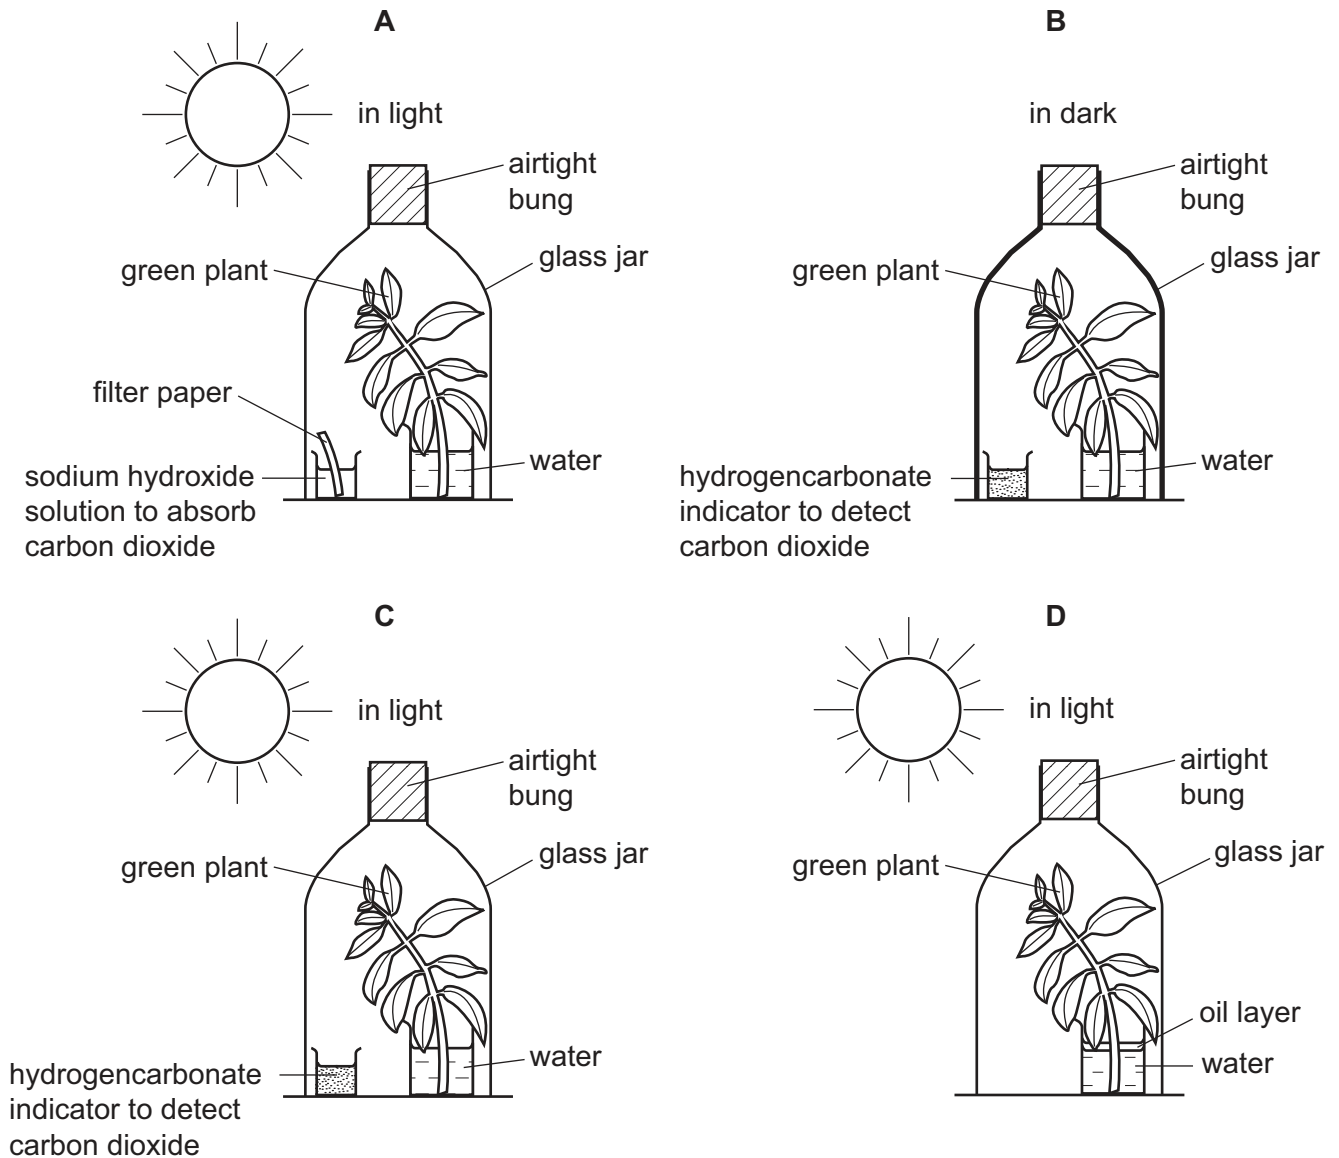 A
in light
airtight
bung
green plant
glass jar
filter paper
sodium hydroxide
solution to absorb
carbon dioxide
water
B
in dark
airtight
bung
green plant
glass jar
hydrogencarbonate
indicator to detect
carbon dioxide
water
C
in light
airtight
bung
green plant
glass jar
hydrogencarbonate
indicator to detect
carbon dioxide
water
D
in light
airtight
bung
green plant
glass jar
oil layer
water